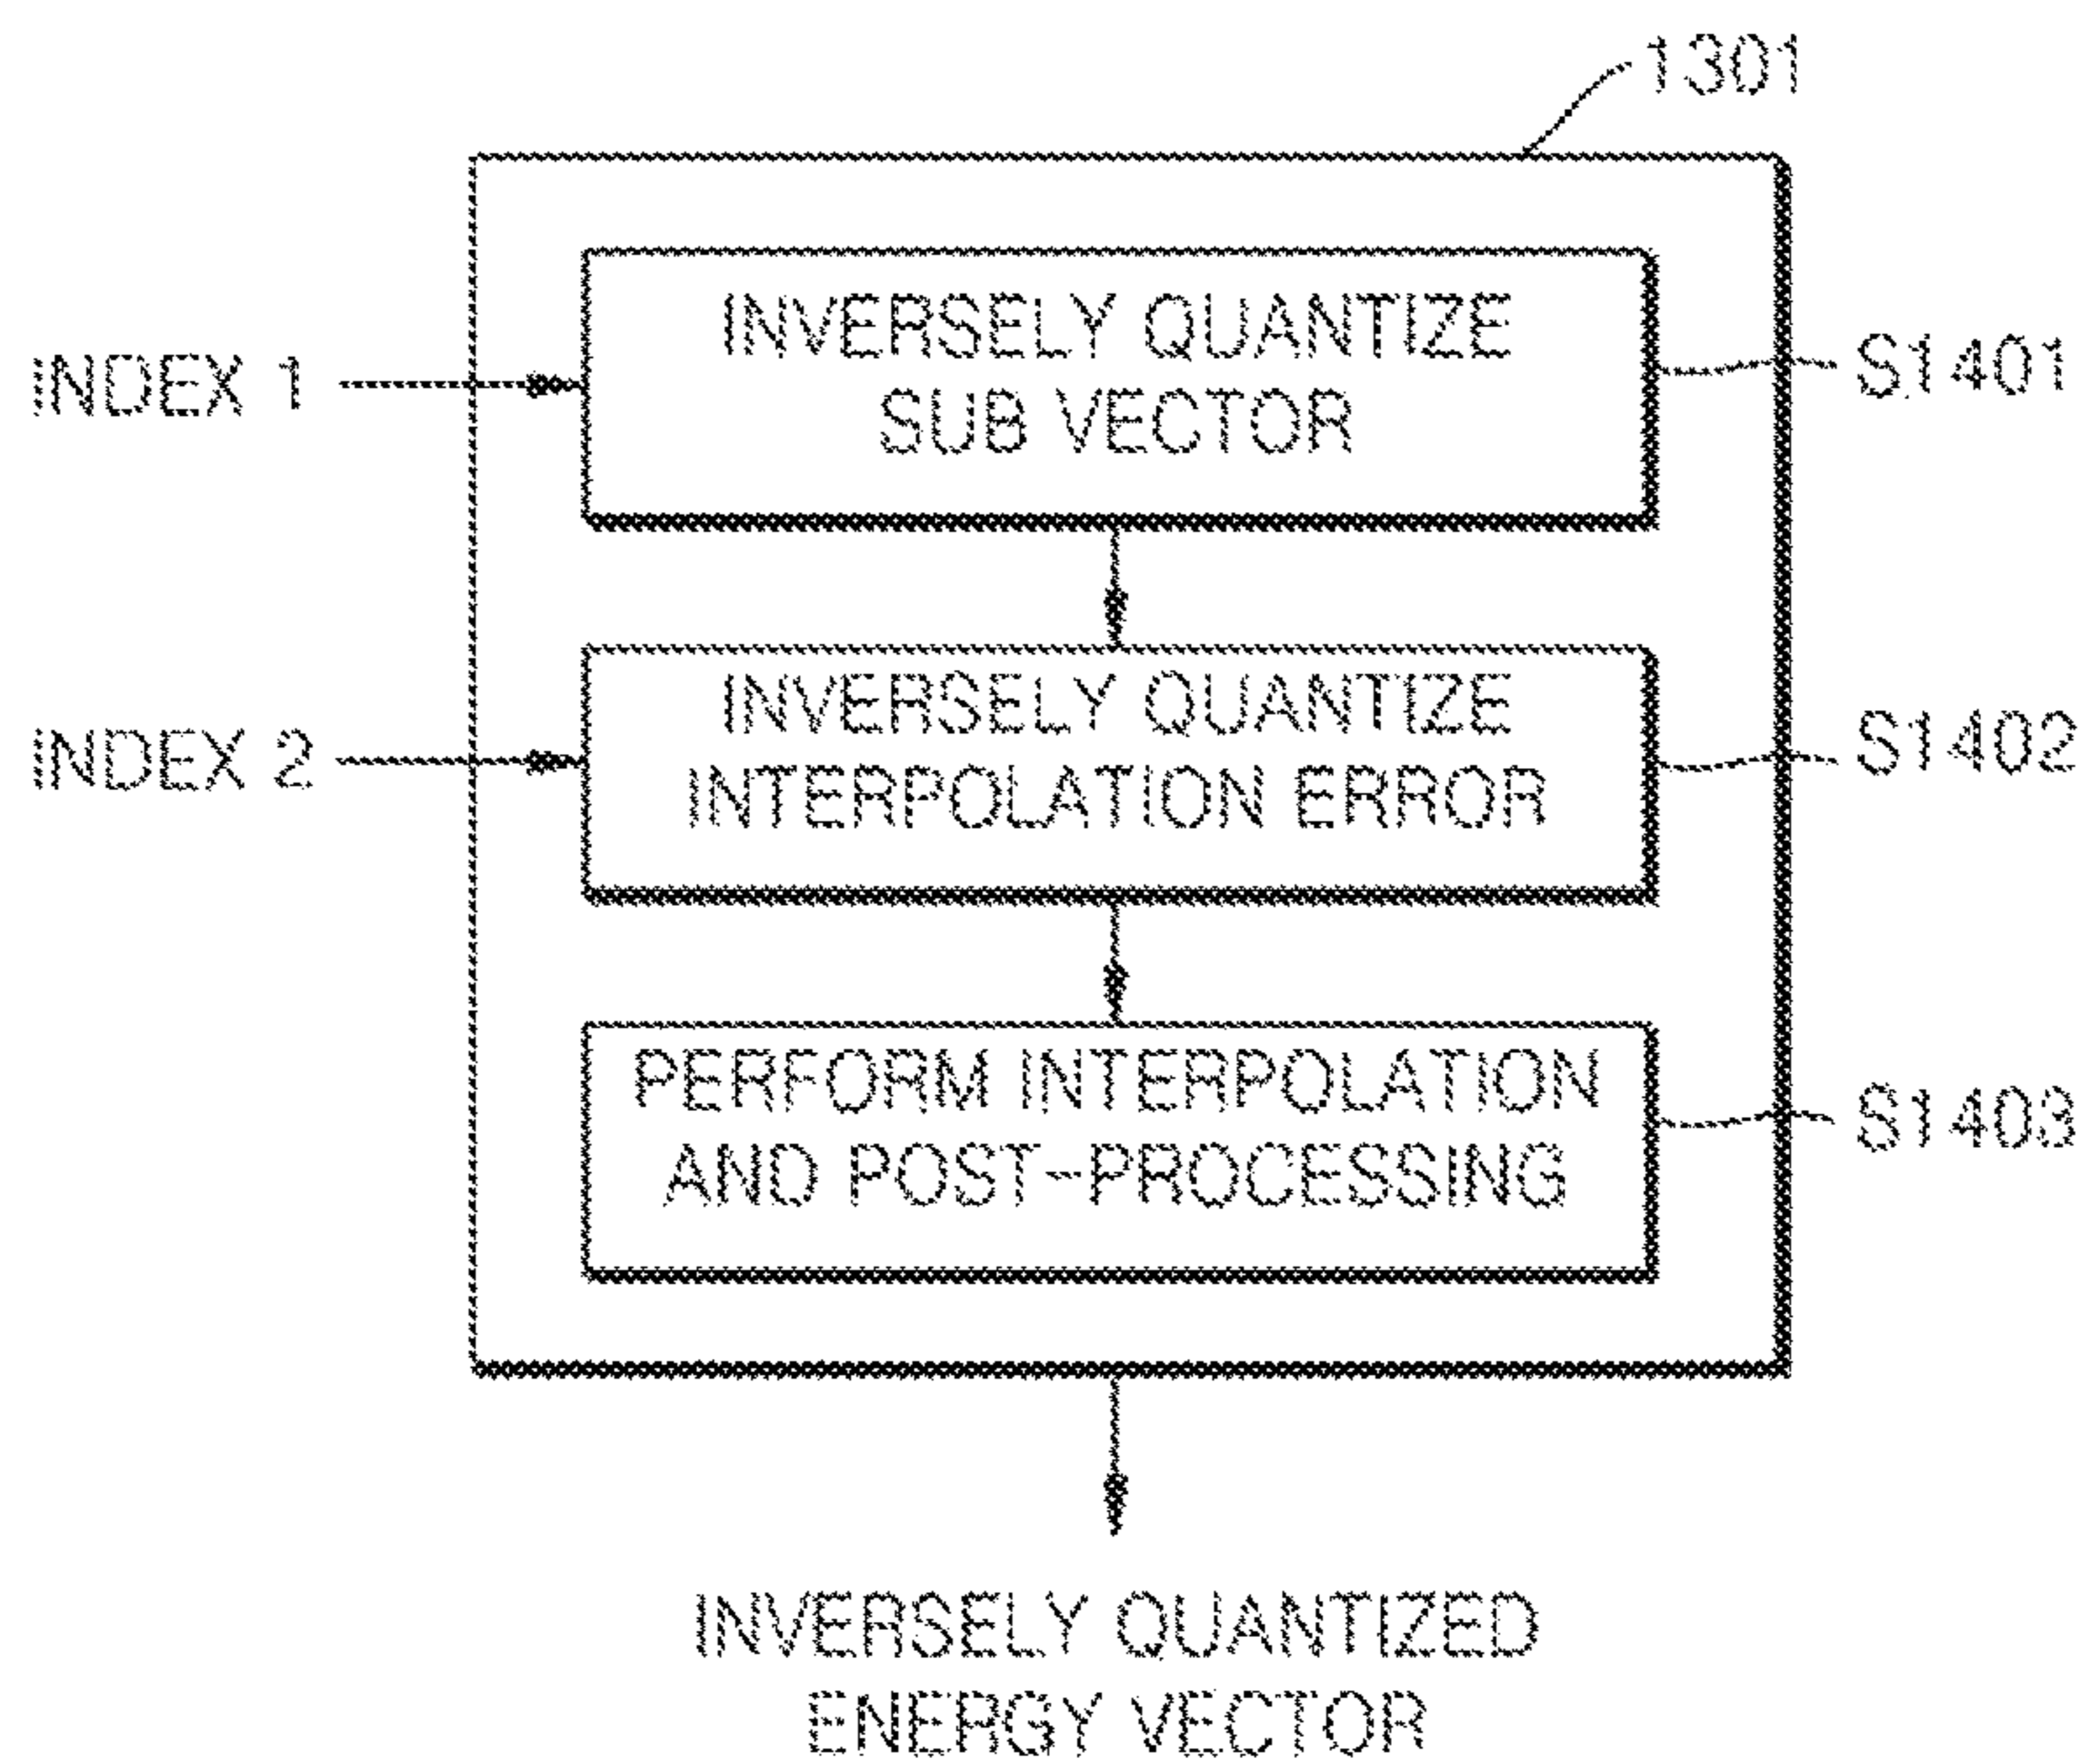 1301
INVERSELY QUANTIZE
SUB VECTOR
INDEX 1
S1401
INVERSELY QUANTIZE
INTERPOLATION ERROR
INDEX 2
S1402
PERFORM INTERPOLATION
AND POST-PROCESSING
S1403
INVERSELY QUANTIZED
ENERGY VECTOR